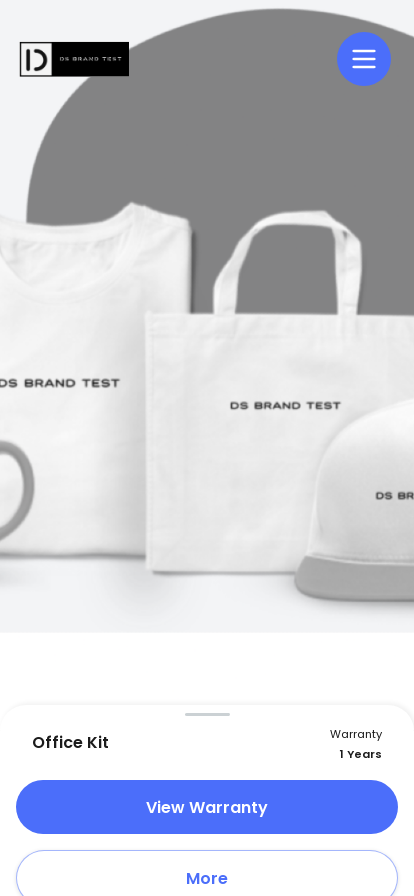 DS BRAND TEST
DS BRAND TEST
DS BRAND TEST
DS BR
Office Kit
Warranty
1 Years
View Warranty
More